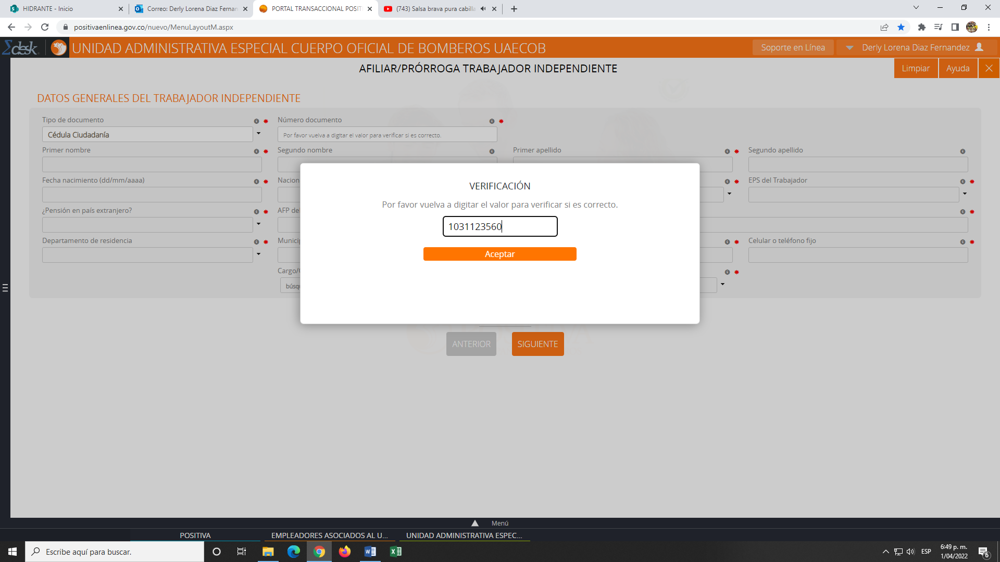 HIDRANTE - Inicio
Correo: Derly Lorena Diaz Fernan
PORTAL TRANSACCIONAL POSIT
(743) Salsa brava pura cabilla
positivaenlinea.gov.co/nuevo/MenuLayoutM.aspx
Σdesk
UNIDAD ADMINISTRATIVA ESPECIAL CUERPO OFICIAL DE BOMBEROS UAECOB
Soporte en Línea
Derly Lorena Diaz Fernandez
AFILIAR/PRÓRROGA TRABAJADOR INDEPENDIENTE
Limpiar
Ayuda
DATOS GENERALES DEL TRABAJADOR INDEPENDIENTE
Tipo de documento
Número documento
Cédula Ciudadanía
Por favor vuelva a digitar el valor para verificar si es correcto.
Primer nombre
Segundo nombre
Primer apellido
Segundo apellido
Fecha nacimiento (dd/mm/aaaa)
Nacion
EPS del Trabajador
¿Pensión en país extranjero?
AFP de
Departamento de residencia
Munici
Celular o teléfono fijo
Cargo/
búsq
VERIFICACIÓN
Por favor vuelva a digitar el valor para verificar si es correcto.
1031123560
Aceptar
ANTERIOR
SIGUIENTE
Menú
POSITIVA
EMPLEADORES ASOCIADOS AL U...
UNIDAD ADMINISTRATIVA ESPEC...
Escribe aquí para buscar.
ESP
6:49 p. m.
1/04/2022
6